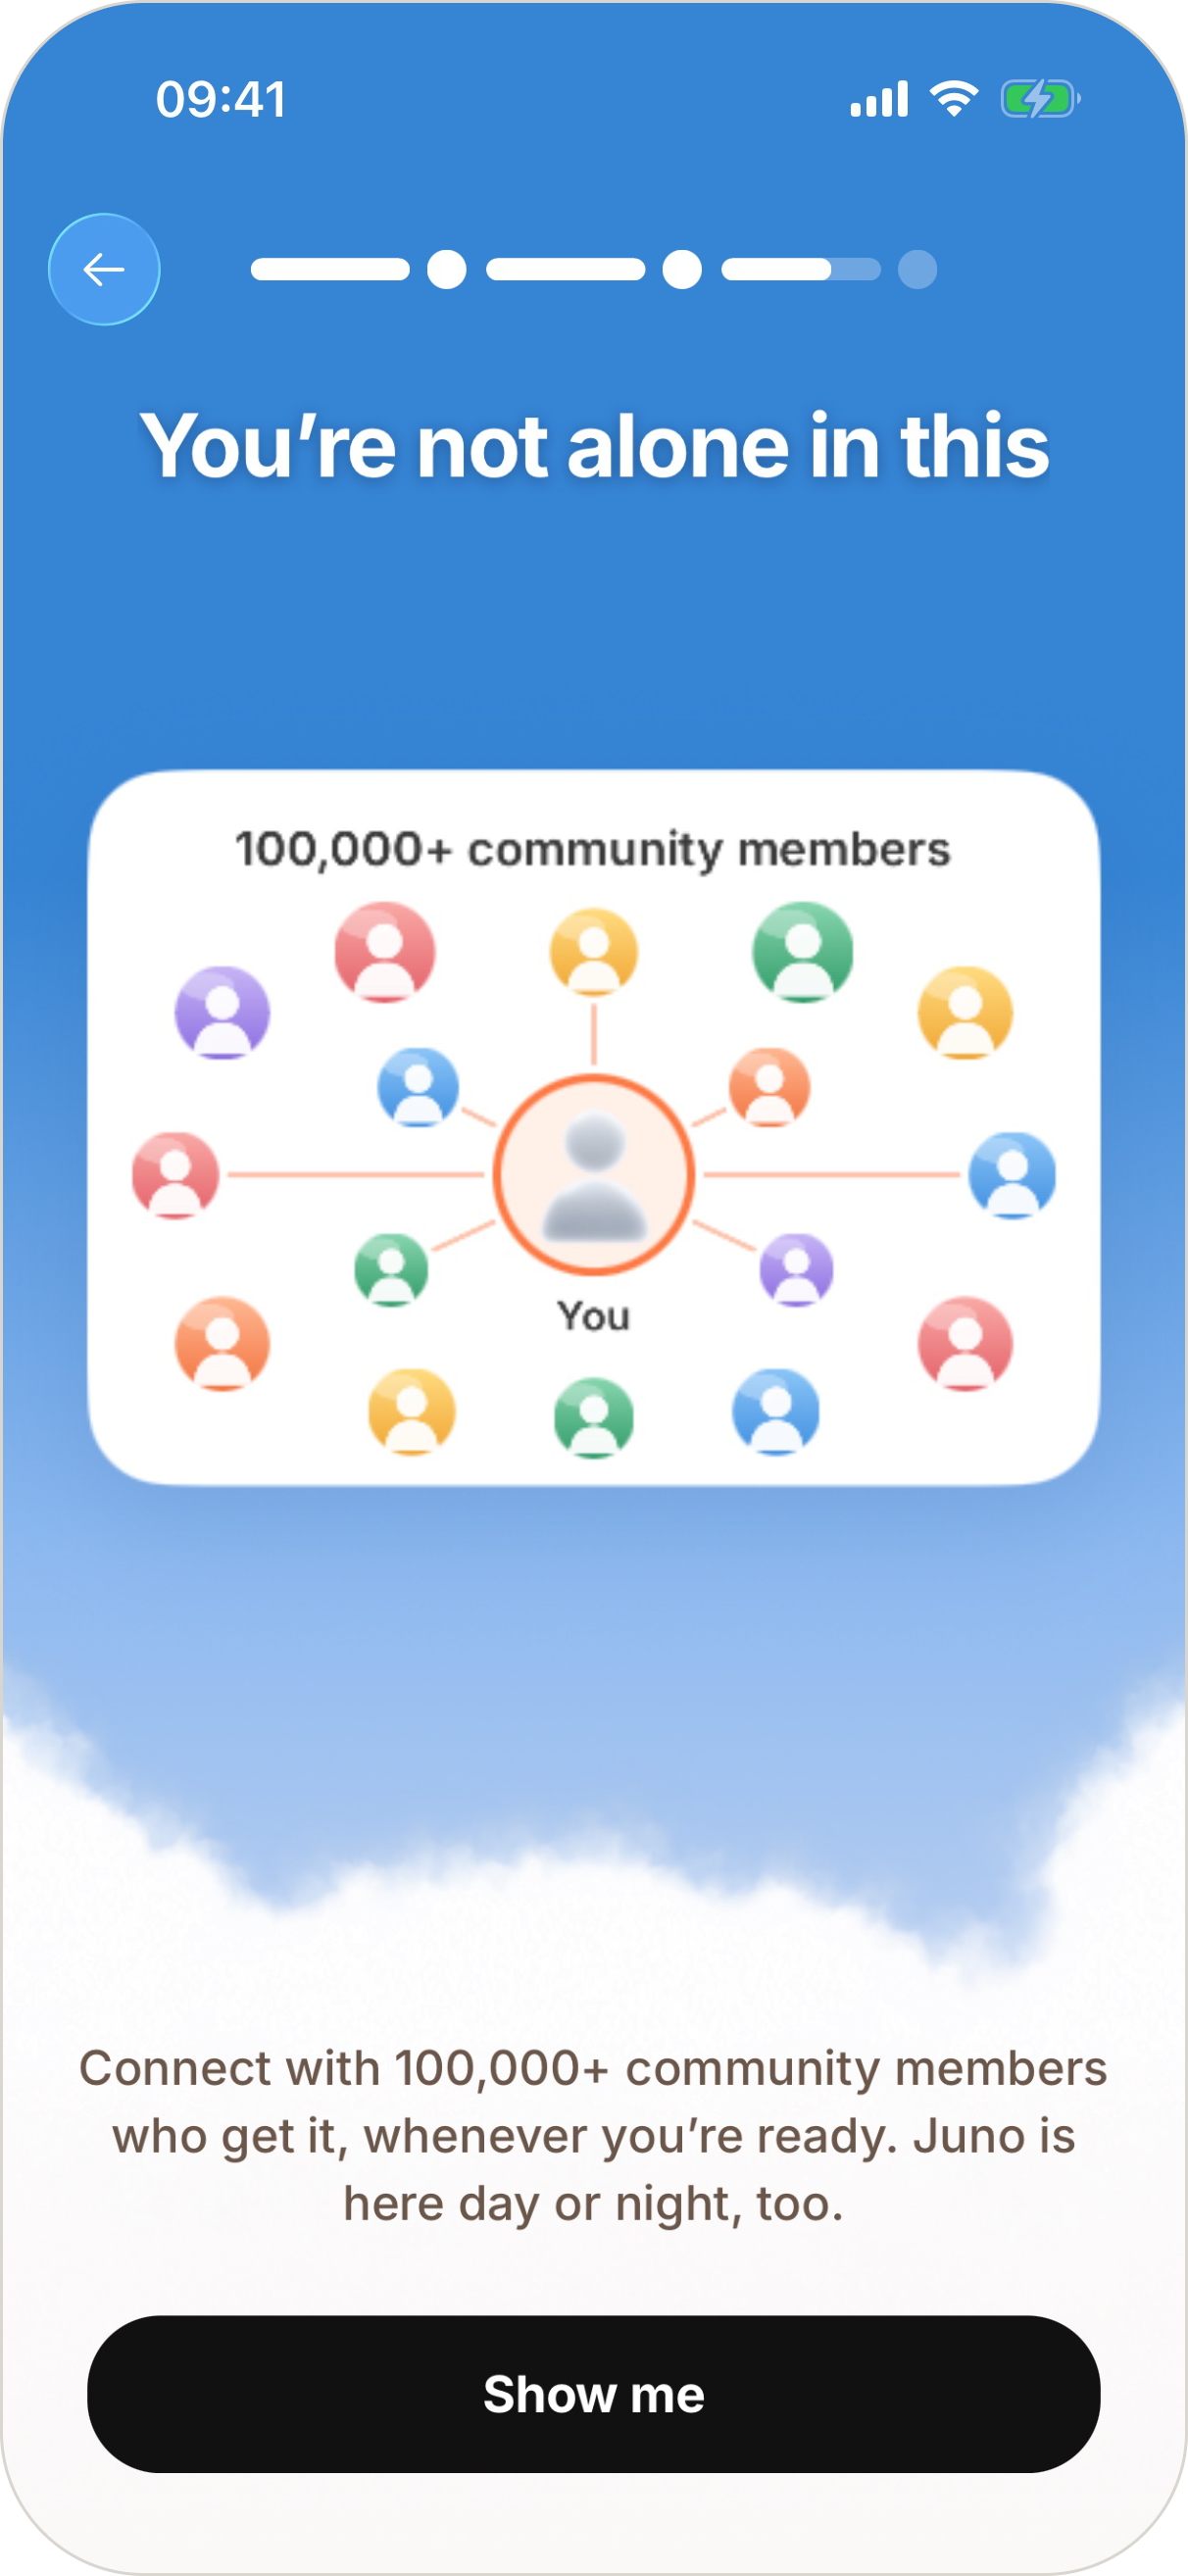 09:41
You’re not alone in this
100,000+ community members
You
Connect with 100,000+ community members
who get it, whenever you’re ready. Juno is
here day or night, too.
Show me